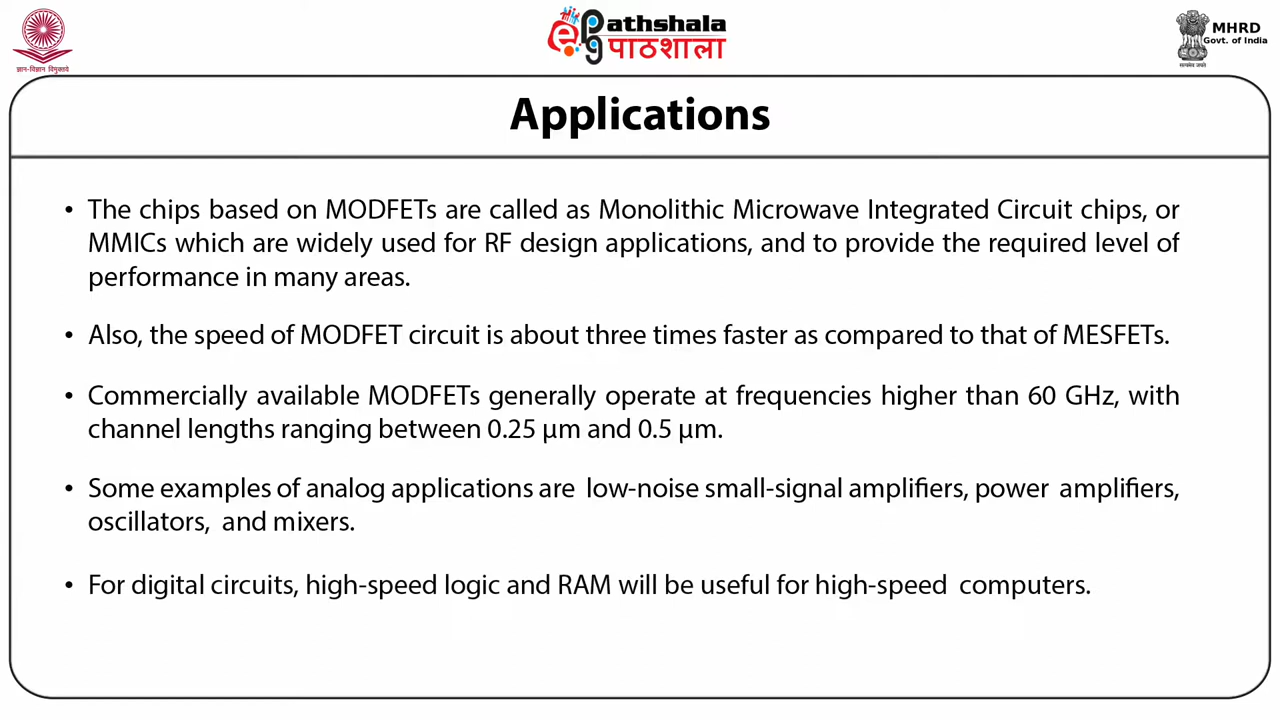 ज्ञान-विज्ञान विमुक्तये
ePathshala
पाठशाला
सत्यमेव जयते
MHRD
Govt. of India
Applications
• The chips based on MODFETs are called as Monolithic Microwave Integrated Circuit chips, or
MMICs which are widely used for RF design applications, and to provide the required level of
performance in many areas.
• Also, the speed of MODFET circuit is about three times faster as compared to that of MESFETs.
• Commercially available MODFETs generally operate at frequencies higher than 60 GHz, with
channel lengths ranging between 0.25 µm and 0.5 µm.
• Some examples of analog applications are low-noise small-signal amplifiers, power amplifiers,
oscillators, and mixers.
• For digital circuits, high-speed logic and RAM will be useful for high-speed computers.